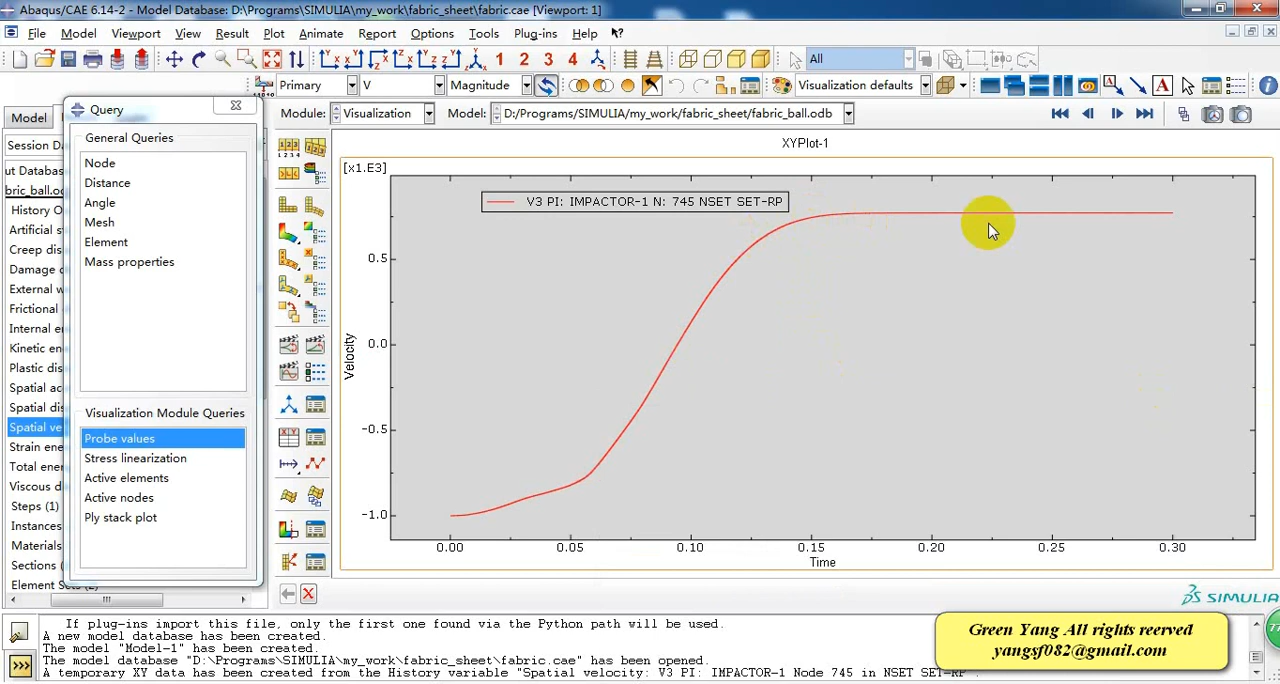 Abaqus/CAE 6.14-2 - Model Database: D:\Programs\SIMULIA\my_work\fabric_sheet\fabric.cae [Viewport: 1]
File Model Viewport View Result Plot Animate Report Options Tools Plug-ins Help
1 2 3 4 All
Primary V Magnitude Visualization defaults
Module: Visualization Model: D:/Programs/SIMULIA/my_work/fabric_sheet/fabric_ball.odb
Model
Session Da
ut Databas
bric_ball.od
History O
Artificial s
Creep dis
Damage d
External w
Frictional
Internal en
Kinetic en
Plastic dis
Spatial ac
Spatial dis
Spatial ve
Strain ene
Total ener
Viscous d
Steps (1)
Instances
Materials
Sections (
Element Sets (2)
Query
General Queries
Node
Distance
Angle
Mesh
Element
Mass properties
Visualization Module Queries
Probe values
Stress linearization
Active elements
Active nodes
Ply stack plot
XYPlot-1
[x1.E3]
V3 PI: IMPACTOR-1 N: 745 NSET SET-RP
0.5
0.0
-0.5
-1.0
Velocity
0.00 0.05 0.10 0.15 0.20 0.25 0.30
Time
SIMULIA
If plug-ins import this file, only the first one found via the Python path will be used.
A new model database has been created.
The model "Model-1" has been created.
The model database "D:\Programs\SIMULIA\my_work\fabric_sheet\fabric.cae" has been opened.
A temporary XY data has been created from the History variable "Spatial velocity: V3 PI: IMPACTOR-1 Node 745 in NSET SET-RP".
Green Yang All rights reerved
yangyf082@gmail.com